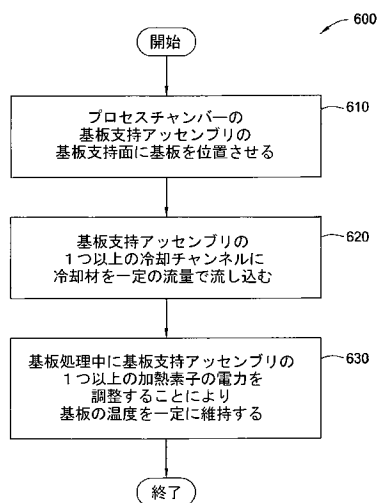 600
開始
プロセスチャンバーの
基板支持アッセンブリの
基板支持面に基板を位置させる
610
基板支持アッセンブリの
1つ以上の冷却チャンネルに
冷却材を一定の流量で流し込む
620
基板処理中に基板支持アッセンブリの
1つ以上の加熱素子の電力を
調整することにより
基板の温度を一定に維持する
630
終了